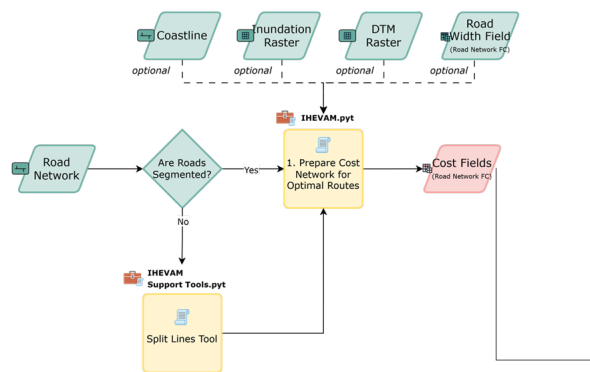 Coastline
Inundation
Raster
DTM
Raster
Road
Width Field
(Road Network FC)
optional
optional
optional
optional
IHEVAM.pyt
Road
Network
Are Roads
Segmented?
Yes
1. Prepare Cost
Network for
Optimal Routes
Cost Fields
(Road Network FC)
No
IHEVAM
Support Tools.pyt
Split Lines Tool